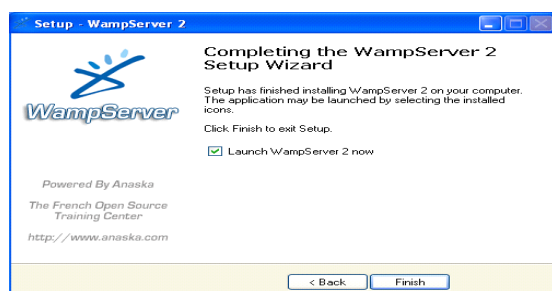 Setup - WampServer 2
Completing the WampServer 2
Setup Wizard
Setup has finished installing WampServer 2 on your computer.
The application may be launched by selecting the installed
icons.
Click Finish to exit Setup.
Launch WampServer 2 now
WampServer
Powered By Anaska
The French Open Source
Training Center
http://www.anaska.com
< Back
Finish